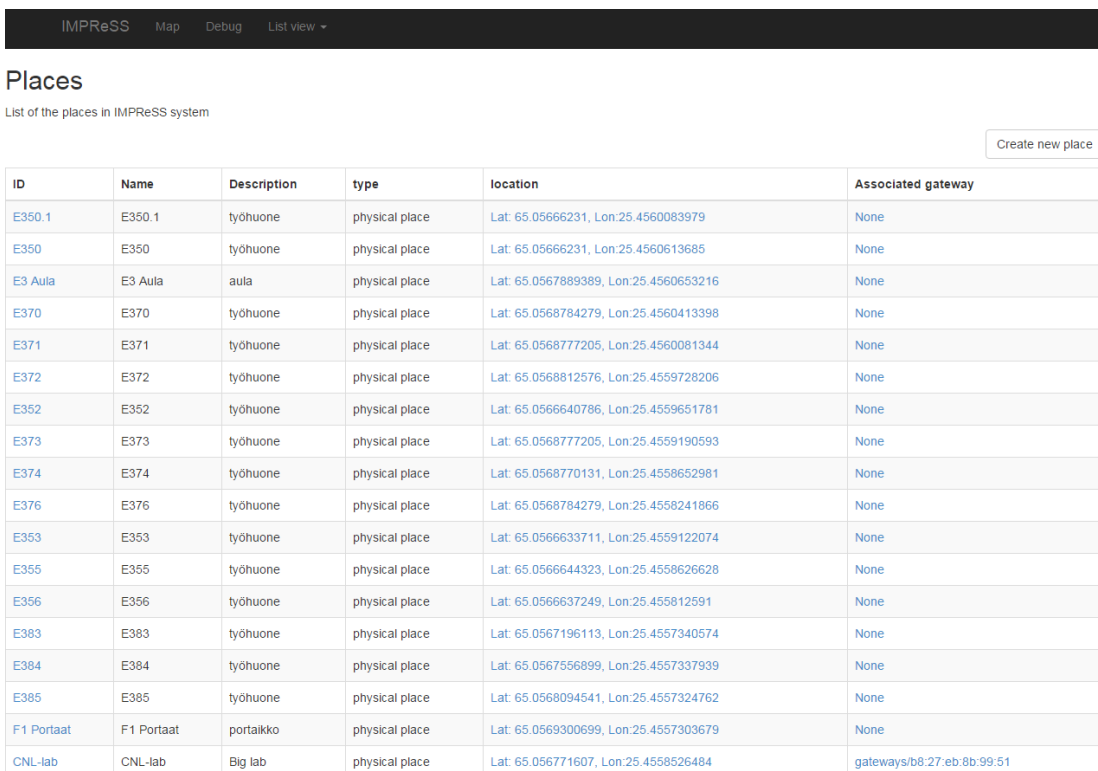 IMPReSS Map Debug List view
Places
List of the places in IMPReSS system
Create new place
ID Name Description type location Associated gateway
E350.1 E350.1 työhuone physical place Lat: 65.05666231, Lon:25.4560083979 None
E350 E350 työhuone physical place Lat: 65.05666231, Lon:25.4560613685 None
E3 Aula E3 Aula aula physical place Lat: 65.0567889389, Lon:25.4560653216 None
E370 E370 työhuone physical place Lat: 65.0568784279, Lon:25.4560413398 None
E371 E371 työhuone physical place Lat: 65.0568777205, Lon:25.4560081344 None
E372 E372 työhuone physical place Lat: 65.0568812576, Lon:25.4559728206 None
E352 E352 työhuone physical place Lat: 65.0566640786, Lon:25.4559651781 None
E373 E373 työhuone physical place Lat: 65.0568777205, Lon:25.4559190593 None
E374 E374 työhuone physical place Lat: 65.0568770131, Lon:25.4558652981 None
E376 E376 työhuone physical place Lat: 65.0568784279, Lon:25.4558241866 None
E353 E353 työhuone physical place Lat: 65.0566633711, Lon:25.4559122074 None
E355 E355 työhuone physical place Lat: 65.0566644323, Lon:25.4558626628 None
E356 E356 työhuone physical place Lat: 65.0566637249, Lon:25.455812591 None
E383 E383 työhuone physical place Lat: 65.0567196113, Lon:25.4557340574 None
E384 E384 työhuone physical place Lat: 65.0567556899, Lon:25.4557337939 None
E385 E385 työhuone physical place Lat: 65.0568094541, Lon:25.4557324762 None
F1 Portaat F1 Portaat portaikko physical place Lat: 65.0569300699, Lon:25.4557303679 None
CNL-lab CNL-lab Big lab physical place Lat: 65.056771607, Lon:25.4558526484 gateways/b8:27:eb:8b:99:51